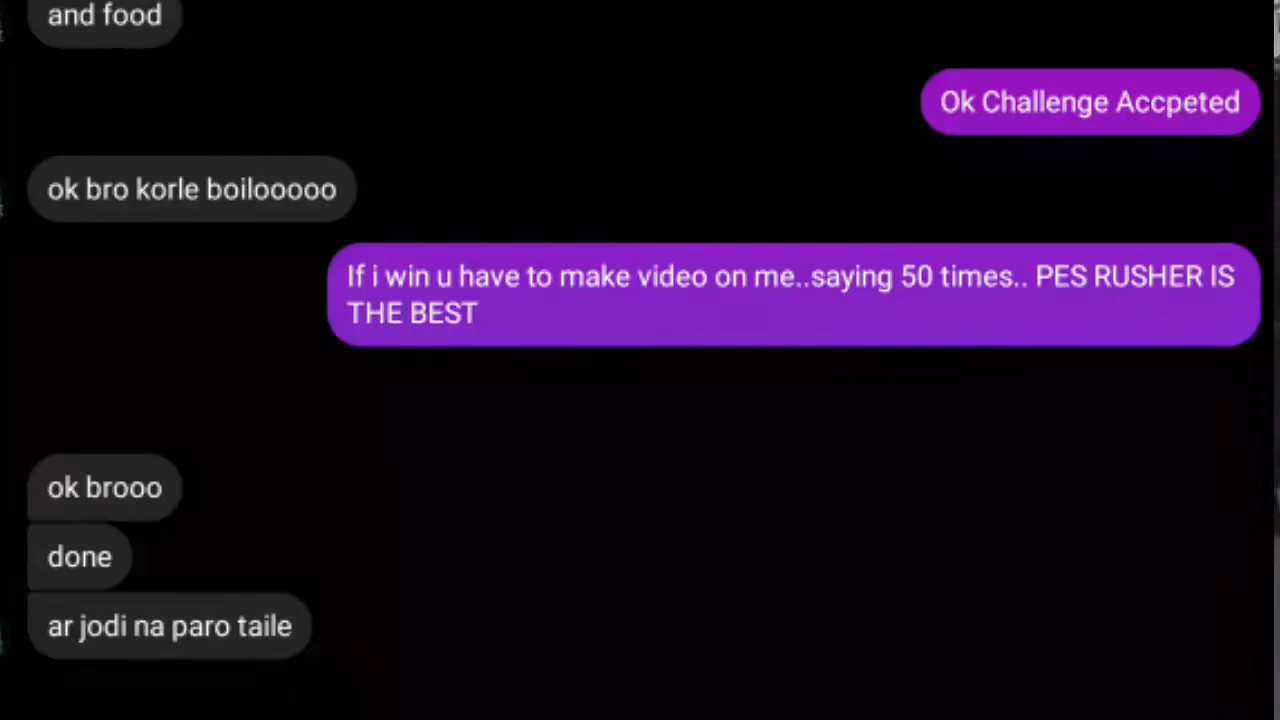 and food
Ok Challenge Accpeted
ok bro korle boilooooo
If i win u have to make video on me..saying 50 times.. PES RUSHER IS
THE BEST
ok brooo
done
ar jodi na paro taile